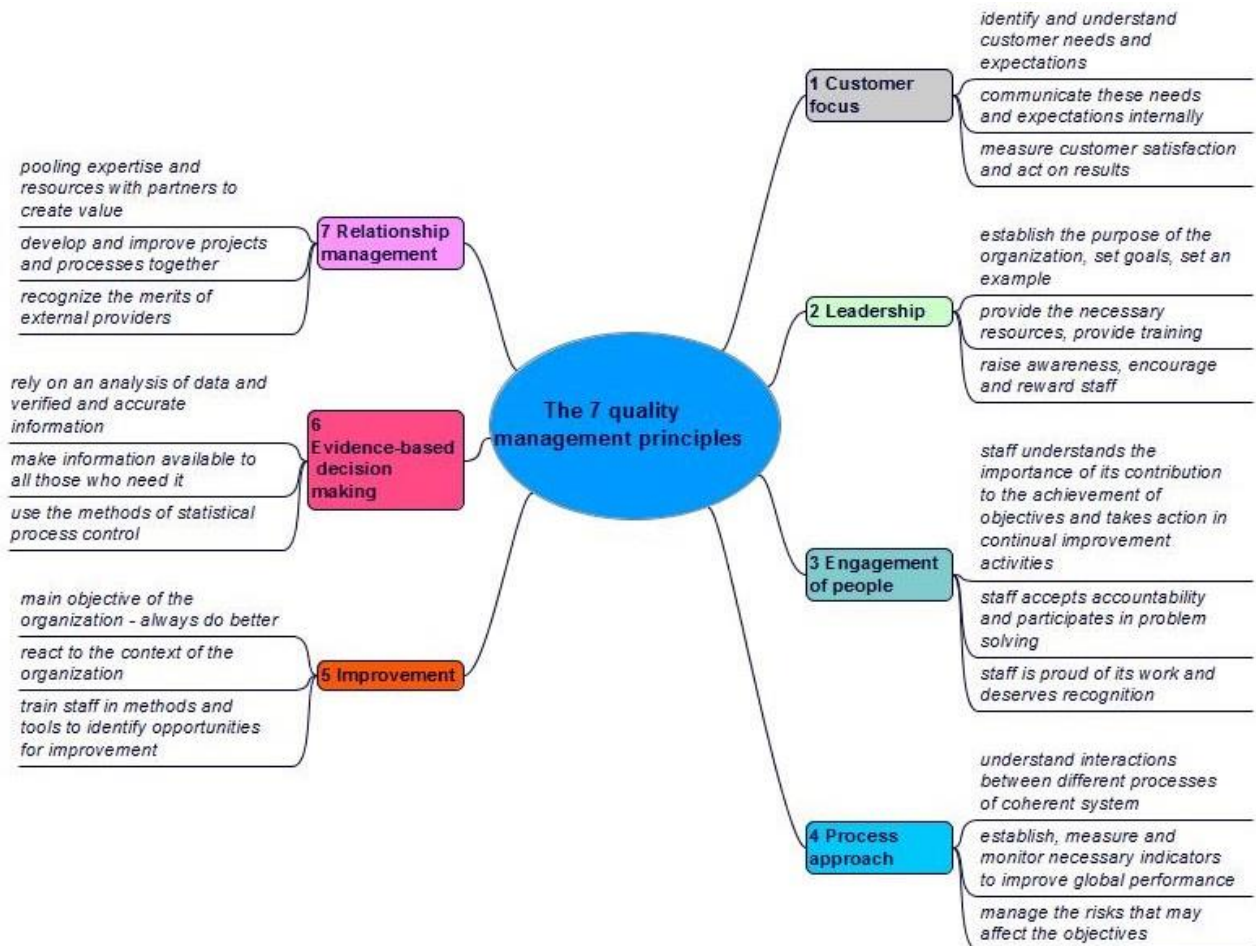 The 7 quality
management principles
1 Customer
focus
identify and understand
customer needs and
expectations
communicate these needs
and expectations internally
measure customer satisfaction
and act on results
2 Leadership
establish the purpose of the
organization, set goals, set an
example
provide the necessary
resources, provide training
raise awareness, encourage
and reward staff
3 Engagement
of people
staff understands the
importance of its contribution
to the achievement of
objectives and takes action in
continual improvement
activities
staff accepts accountability
and participates in problem
solving
staff is proud of its work and
deserves recognition
4 Process
approach
understand interactions
between different processes
of coherent system
establish, measure and
monitor necessary indicators
to improve global performance
manage the risks that may
affect the objectives
5 Improvement
main objective of the
organization - always do better
react to the context of the
organization
train staff in methods and
tools to identify opportunities
for improvement
6
Evidence-based
decision
making
rely on an analysis of data and
verified and accurate
information
make information available to
all those who need it
use the methods of statistical
process control
7 Relationship
management
pooling expertise and
resources with partners to
create value
develop and improve projects
and processes together
recognize the merits of
external providers